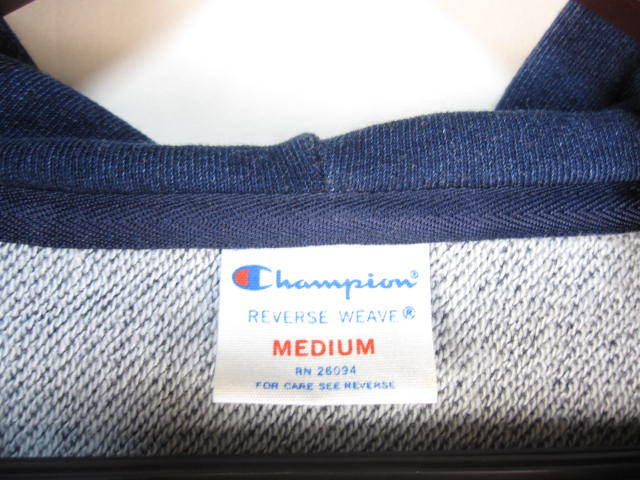 Champion®
REVERSE WEAVE®
MEDIUM
RN 26094
FOR CARE SEE REVERSE